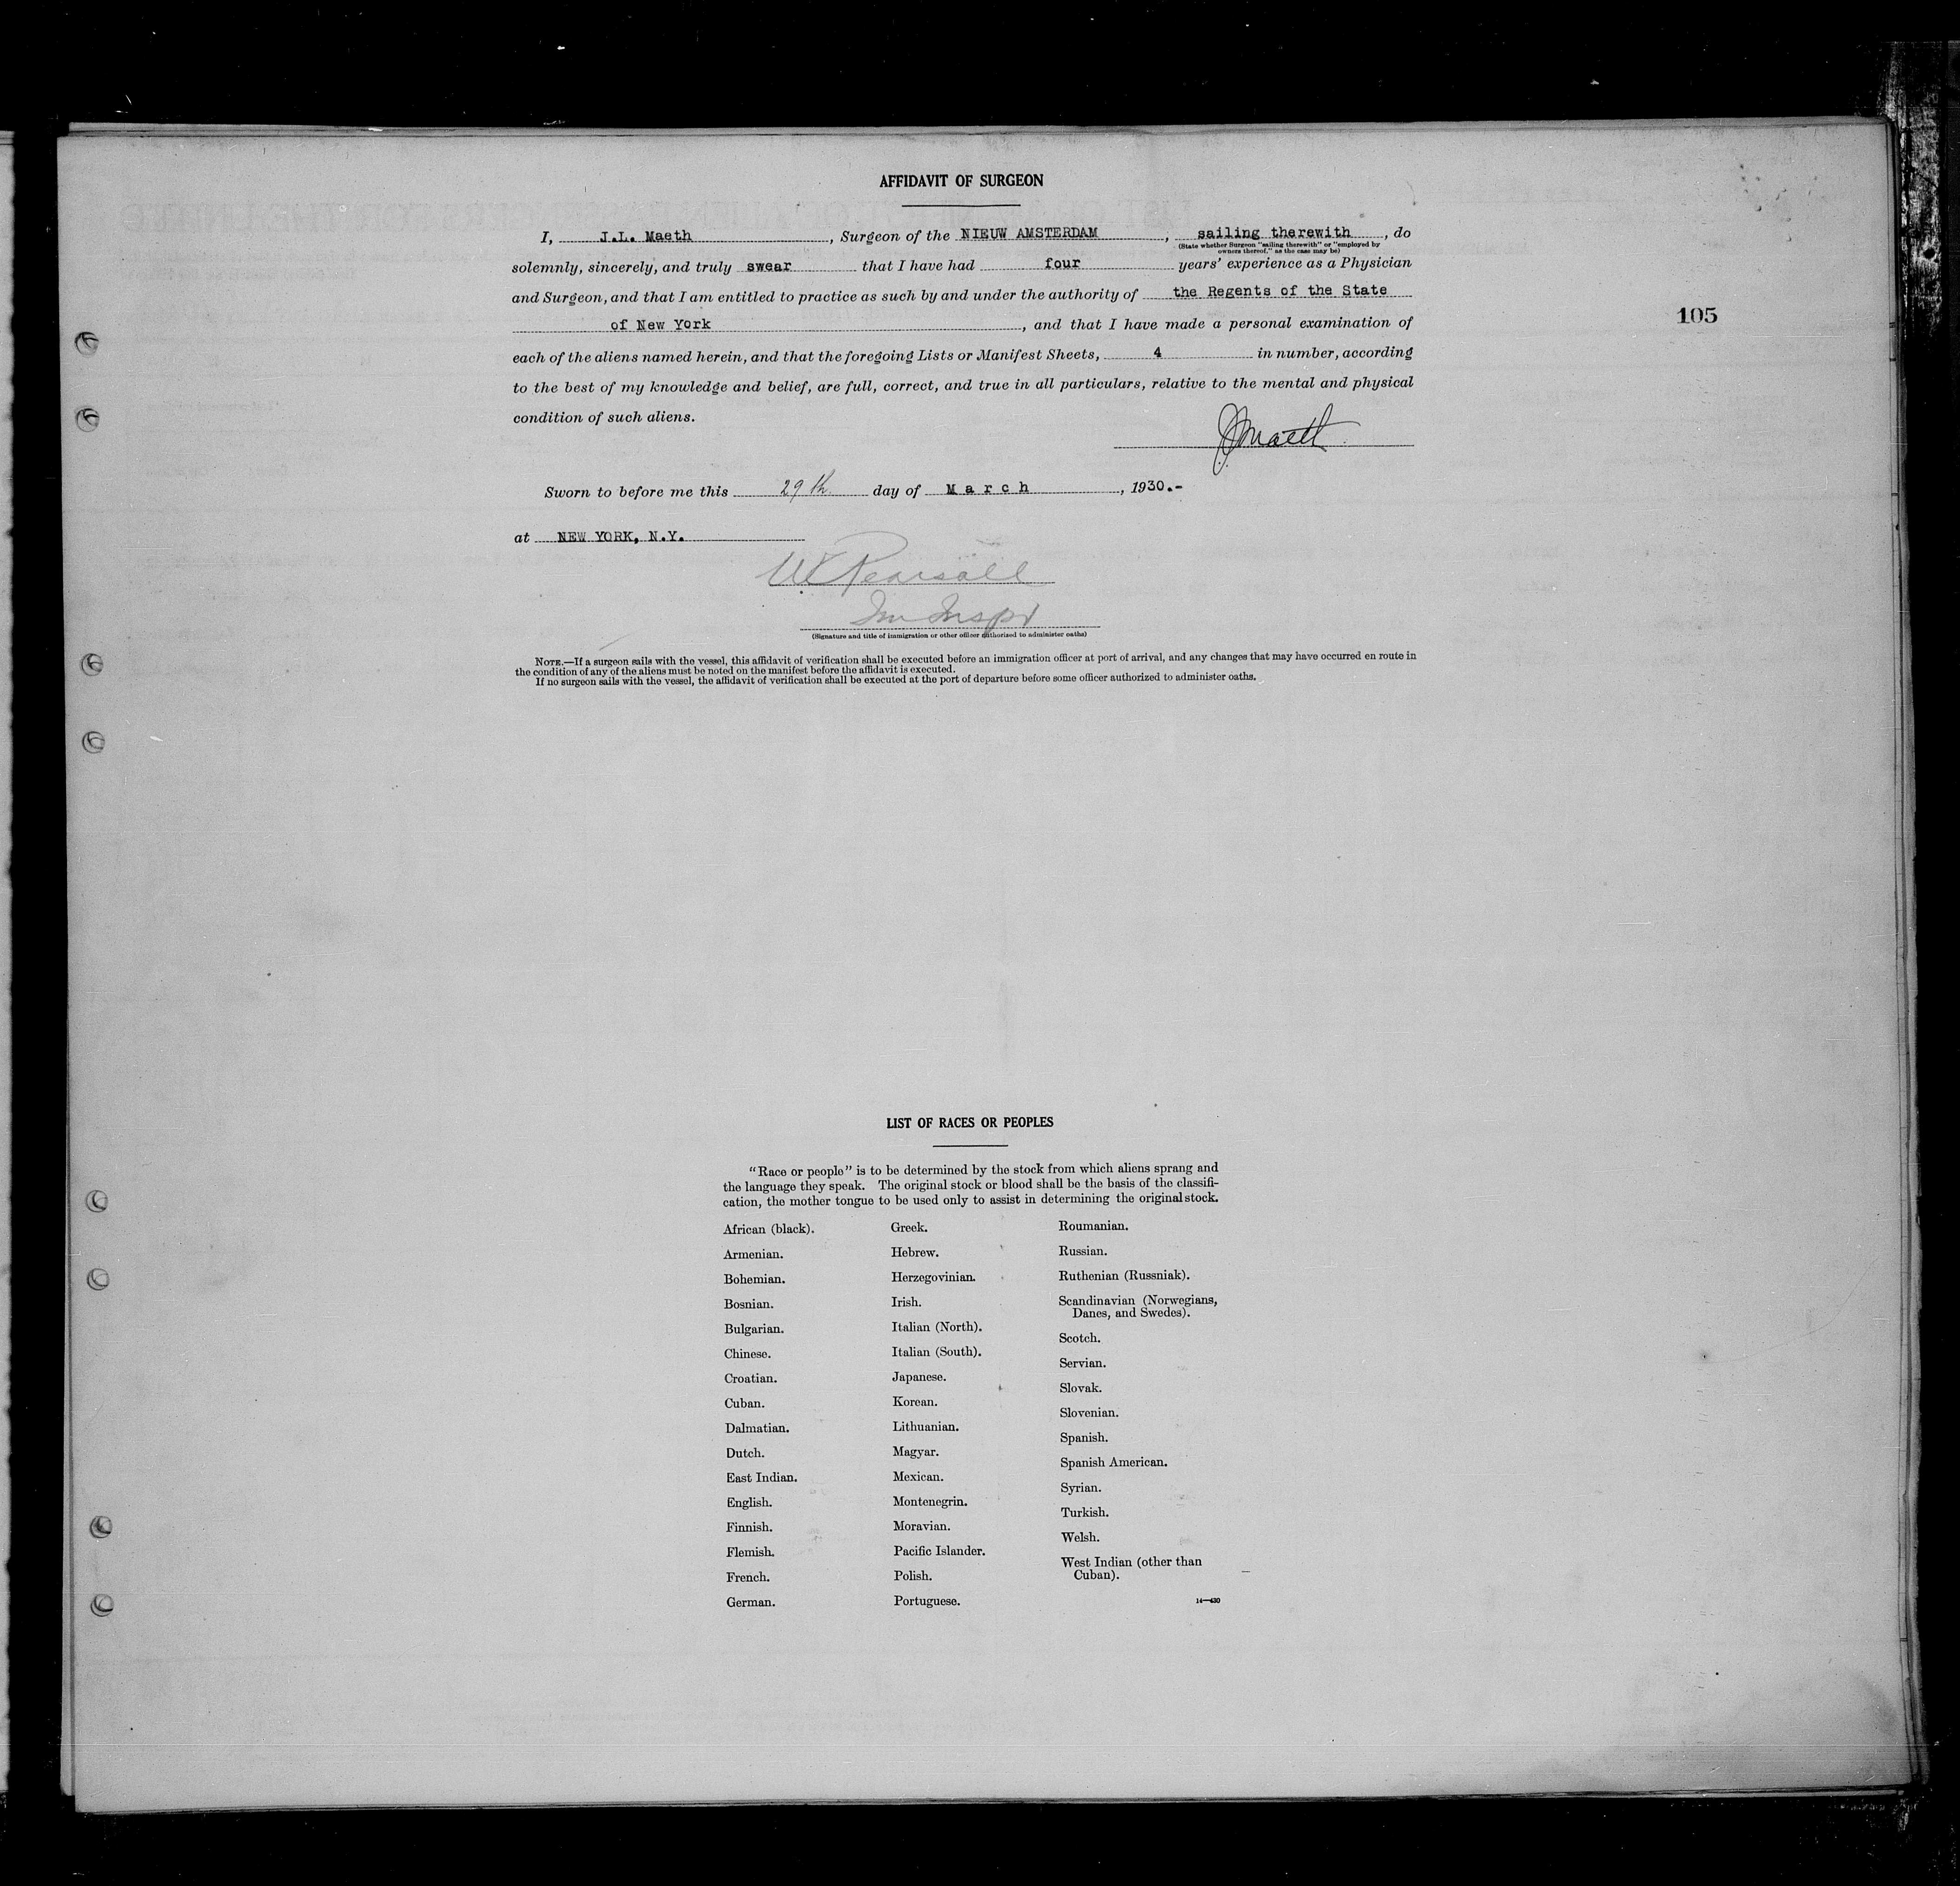 AFFIDAVIT OF SURGEON
I, J.L. Maeth, Surgeon of the NIEUW AMSTERDAM, sailing therewith, do
(State whether Surgeon "sailing therewith" or "employed by
owners thereof," as the case may be)
solemnly, sincerely, and truly swear that I have had four years' experience as a Physician
and Surgeon, and that I am entitled to practice as such by and under the authority of the Regents of the State
of New York, and that I have made a personal examination of
105
each of the aliens named herein, and that the foregoing Lists or Manifest Sheets, 4 in number, according
to the best of my knowledge and belief, are full, correct, and true in all particulars, relative to the mental and physical
condition of such aliens.
JLMaeth
Sworn to before me this 29th day of March, 1930.-
at NEW YORK, N.Y.
W Pearsall
Im Inspr
(Signature and title of immigration or other officer authorized to administer oaths)
NOTE.—If a surgeon sails with the vessel, this affidavit of verification shall be executed before an immigration officer at port of arrival, and any changes that may have occurred en route in
the condition of any of the aliens must be noted on the manifest before the affidavit is executed.
If no surgeon sails with the vessel, the affidavit of verification shall be executed at the port of departure before some officer authorized to administer oaths.
LIST OF RACES OR PEOPLES
"Race or people" is to be determined by the stock from which aliens sprang and
the language they speak. The original stock or blood shall be the basis of the classifi-
cation, the mother tongue to be used only to assist in determining the original stock.
African (black).
Armenian.
Bohemian.
Bosnian.
Bulgarian.
Chinese.
Croatian.
Cuban.
Dalmatian.
Dutch.
East Indian.
English.
Finnish.
Flemish.
French.
German.
Greek.
Hebrew.
Herzegovinian.
Irish.
Italian (North).
Italian (South).
Japanese.
Korean.
Lithuanian.
Magyar.
Mexican.
Montenegrin.
Moravian.
Pacific Islander.
Polish.
Portuguese.
Roumanian.
Russian.
Ruthenian (Russniak).
Scandinavian (Norwegians,
Danes, and Swedes).
Scotch.
Servian.
Slovak.
Slovenian.
Spanish.
Spanish American.
Syrian.
Turkish.
Welsh.
West Indian (other than
Cuban).
14—430